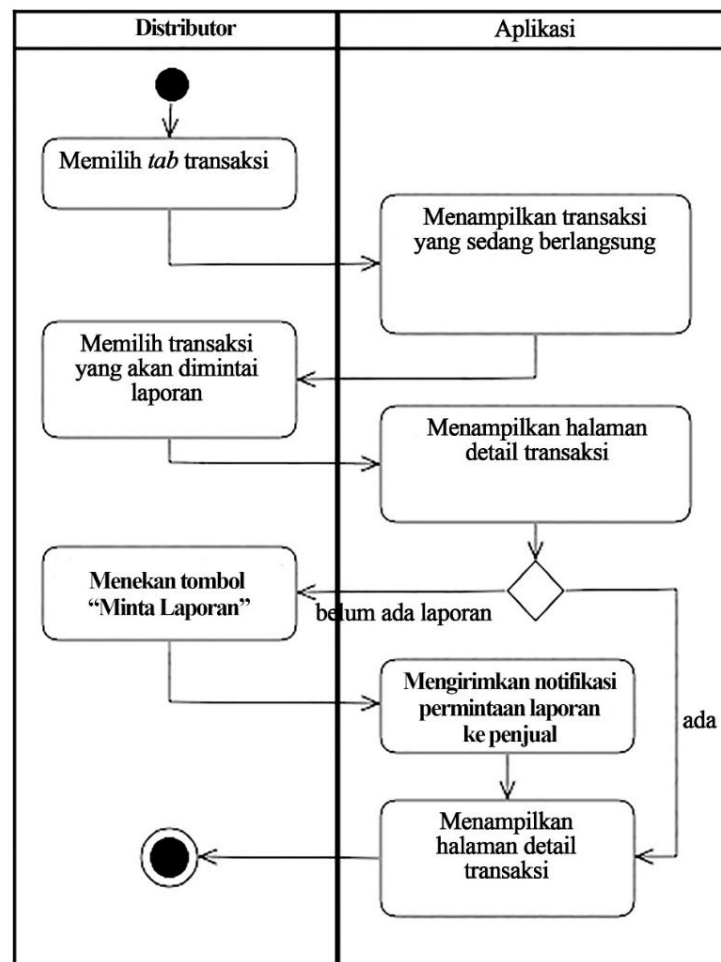 Distributor
Aplikasi
Memilih tab transaksi
Menampilkan transaksi
yang sedang berlangsung
Memilih transaksi
yang akan dimintai
laporan
Menampilkan halaman
detail transaksi
Menekan tombol
“Minta Laporan”
belum ada laporan
Mengirimkan notifikasi
permintaan laporan
ke penjual
ada
Menampilkan
halaman detail
transaksi